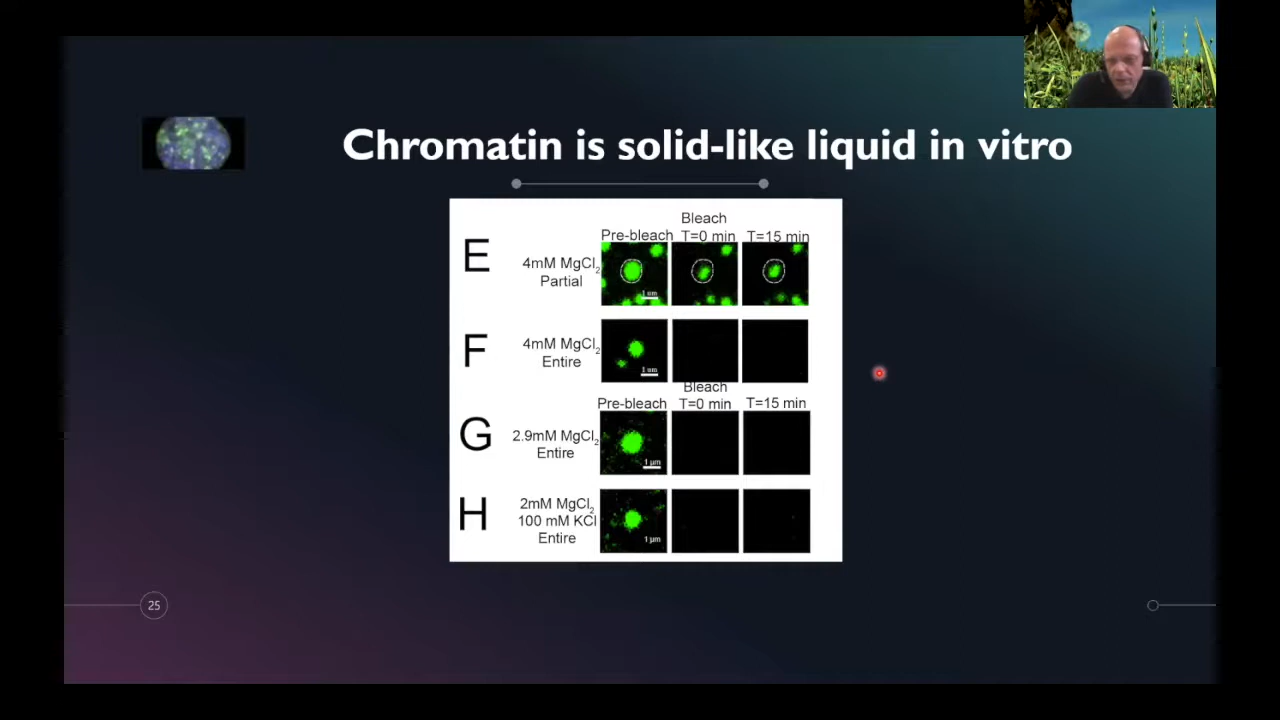 Chromatin is solid-like liquid in vitro
Bleach
Pre-bleach T=0 min T=15 min
E
4mM MgCl2
Partial
1 um
F
4mM MgCl2
Entire
1 um
Bleach
Pre-bleach T=0 min T=15 min
G
2.9mM MgCl2
Entire
1 µm
H
2mM MgCl2
100 mM KCl
Entire
1 µm
25